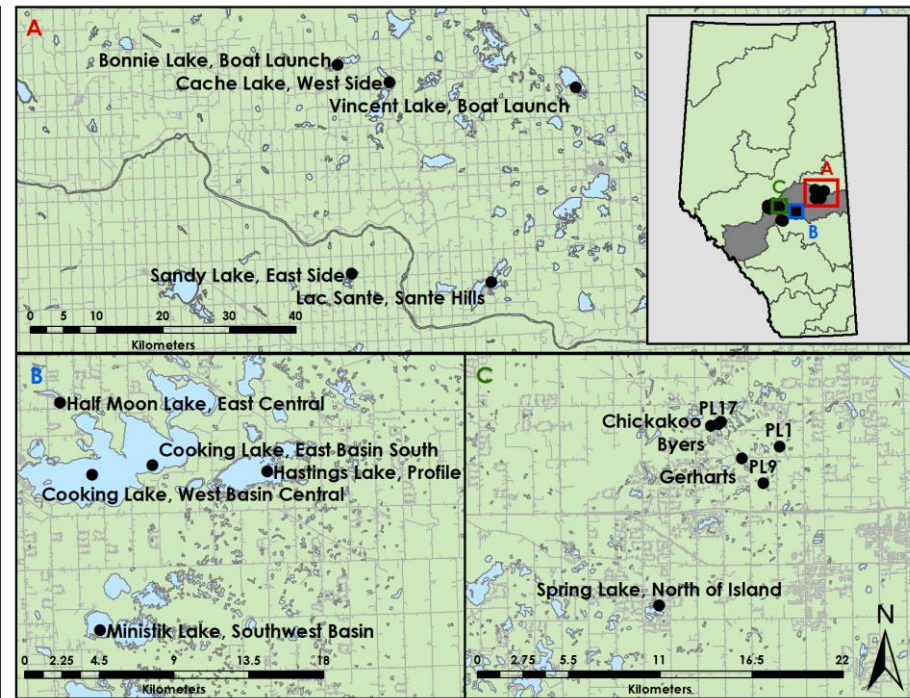 A
Bonnie Lake, Boat Launch
Cache Lake, West Side
Vincent Lake, Boat Launch
Sandy Lake, East Side
Lac Sante, Sante Hills
0 5 10 20 30 40
Kilometers
C
A
B
B
Half Moon Lake, East Central
Cooking Lake, East Basin South
Hastings Lake, Profile
Cooking Lake, West Basin Central
Ministik Lake, Southwest Basin
0 2.25 4.5 9 13.5 18
Kilometers
C
PL17
Chickakoo
Byers
PL1
PL9
Gerharts
Spring Lake, North of Island
N
0 2.75 5.5 11 16.5 22
Kilometers